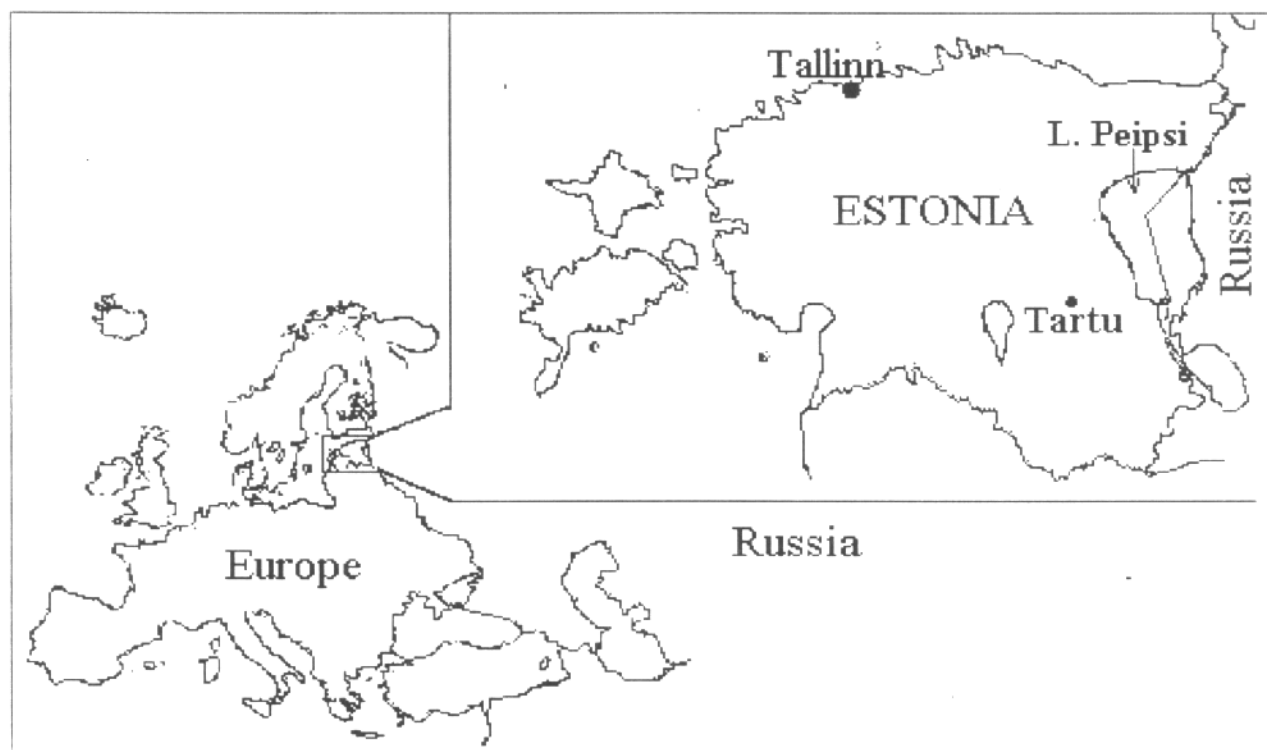 Tallinn
L. Peipsi
ESTONIA
Russia
Tartu
Russia
Europe